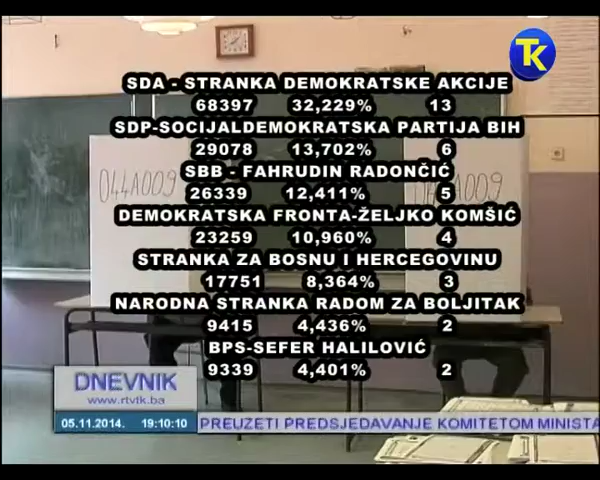 TK
SDA - STRANKA DEMOKRATSKE AKCIJE
68397 32,229% 13
SDP-SOCIJALDEMOKRATSKA PARTIJA BIH
29078 13,702% 6
SBB - FAHRUDIN RADONČIĆ
26339 12,411% 5
044A009
DEMOKRATSKA FRONTA-ŽELJKO KOMŠIĆ
23259 10,960% 4
STRANKA ZA BOSNU I HERCEGOVINU
17751 8,364% 3
NARODNA STRANKA RADOM ZA BOLJITAK
9415 4,436% 2
BPS-SEFER HALILOVIĆ
9339 4,401% 2
DNEVNIK
www.rtvtk.ba
05.11.2014. 19:10:10 PREUZETI PREDSJEDAVANJE KOMITETOM MINISTA